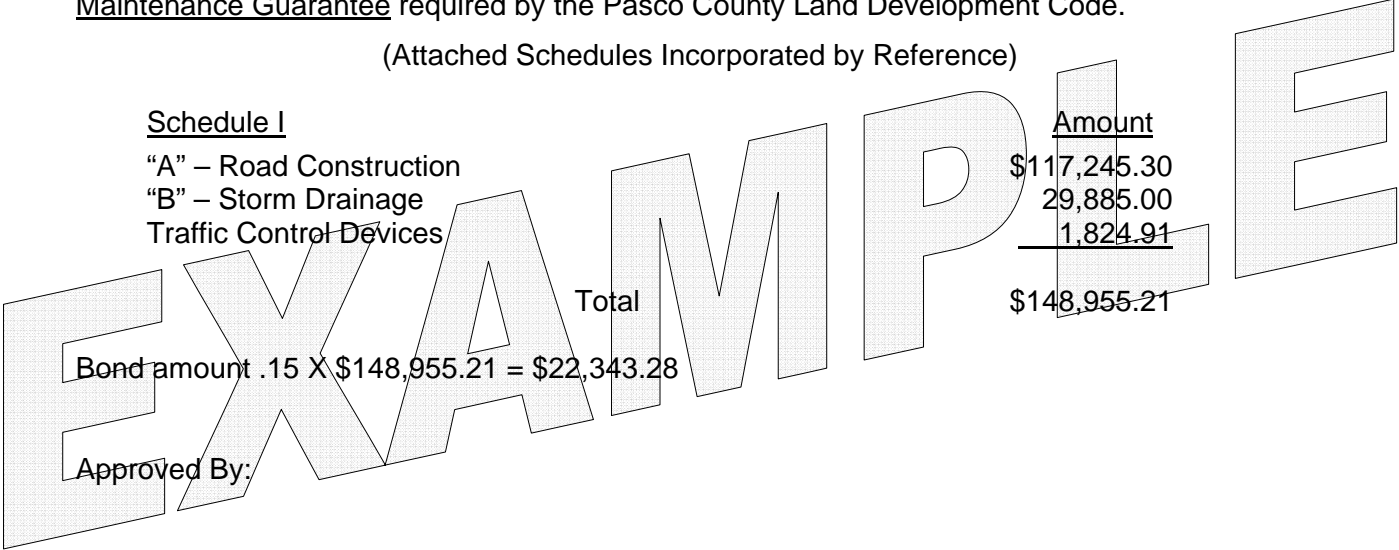 Maintenance Guarantee required by the Pasco County Land Development Code.
(Attached Schedules Incorporated by Reference)
Schedule I Amount
“A” – Road Construction $117,245.30
“B” – Storm Drainage 29,885.00
Traffic Control Devices 1,824.91
Total $148,955.21
Bond amount .15 X $148,955.21 = $22,343.28
Approved By:
EXAMPLE